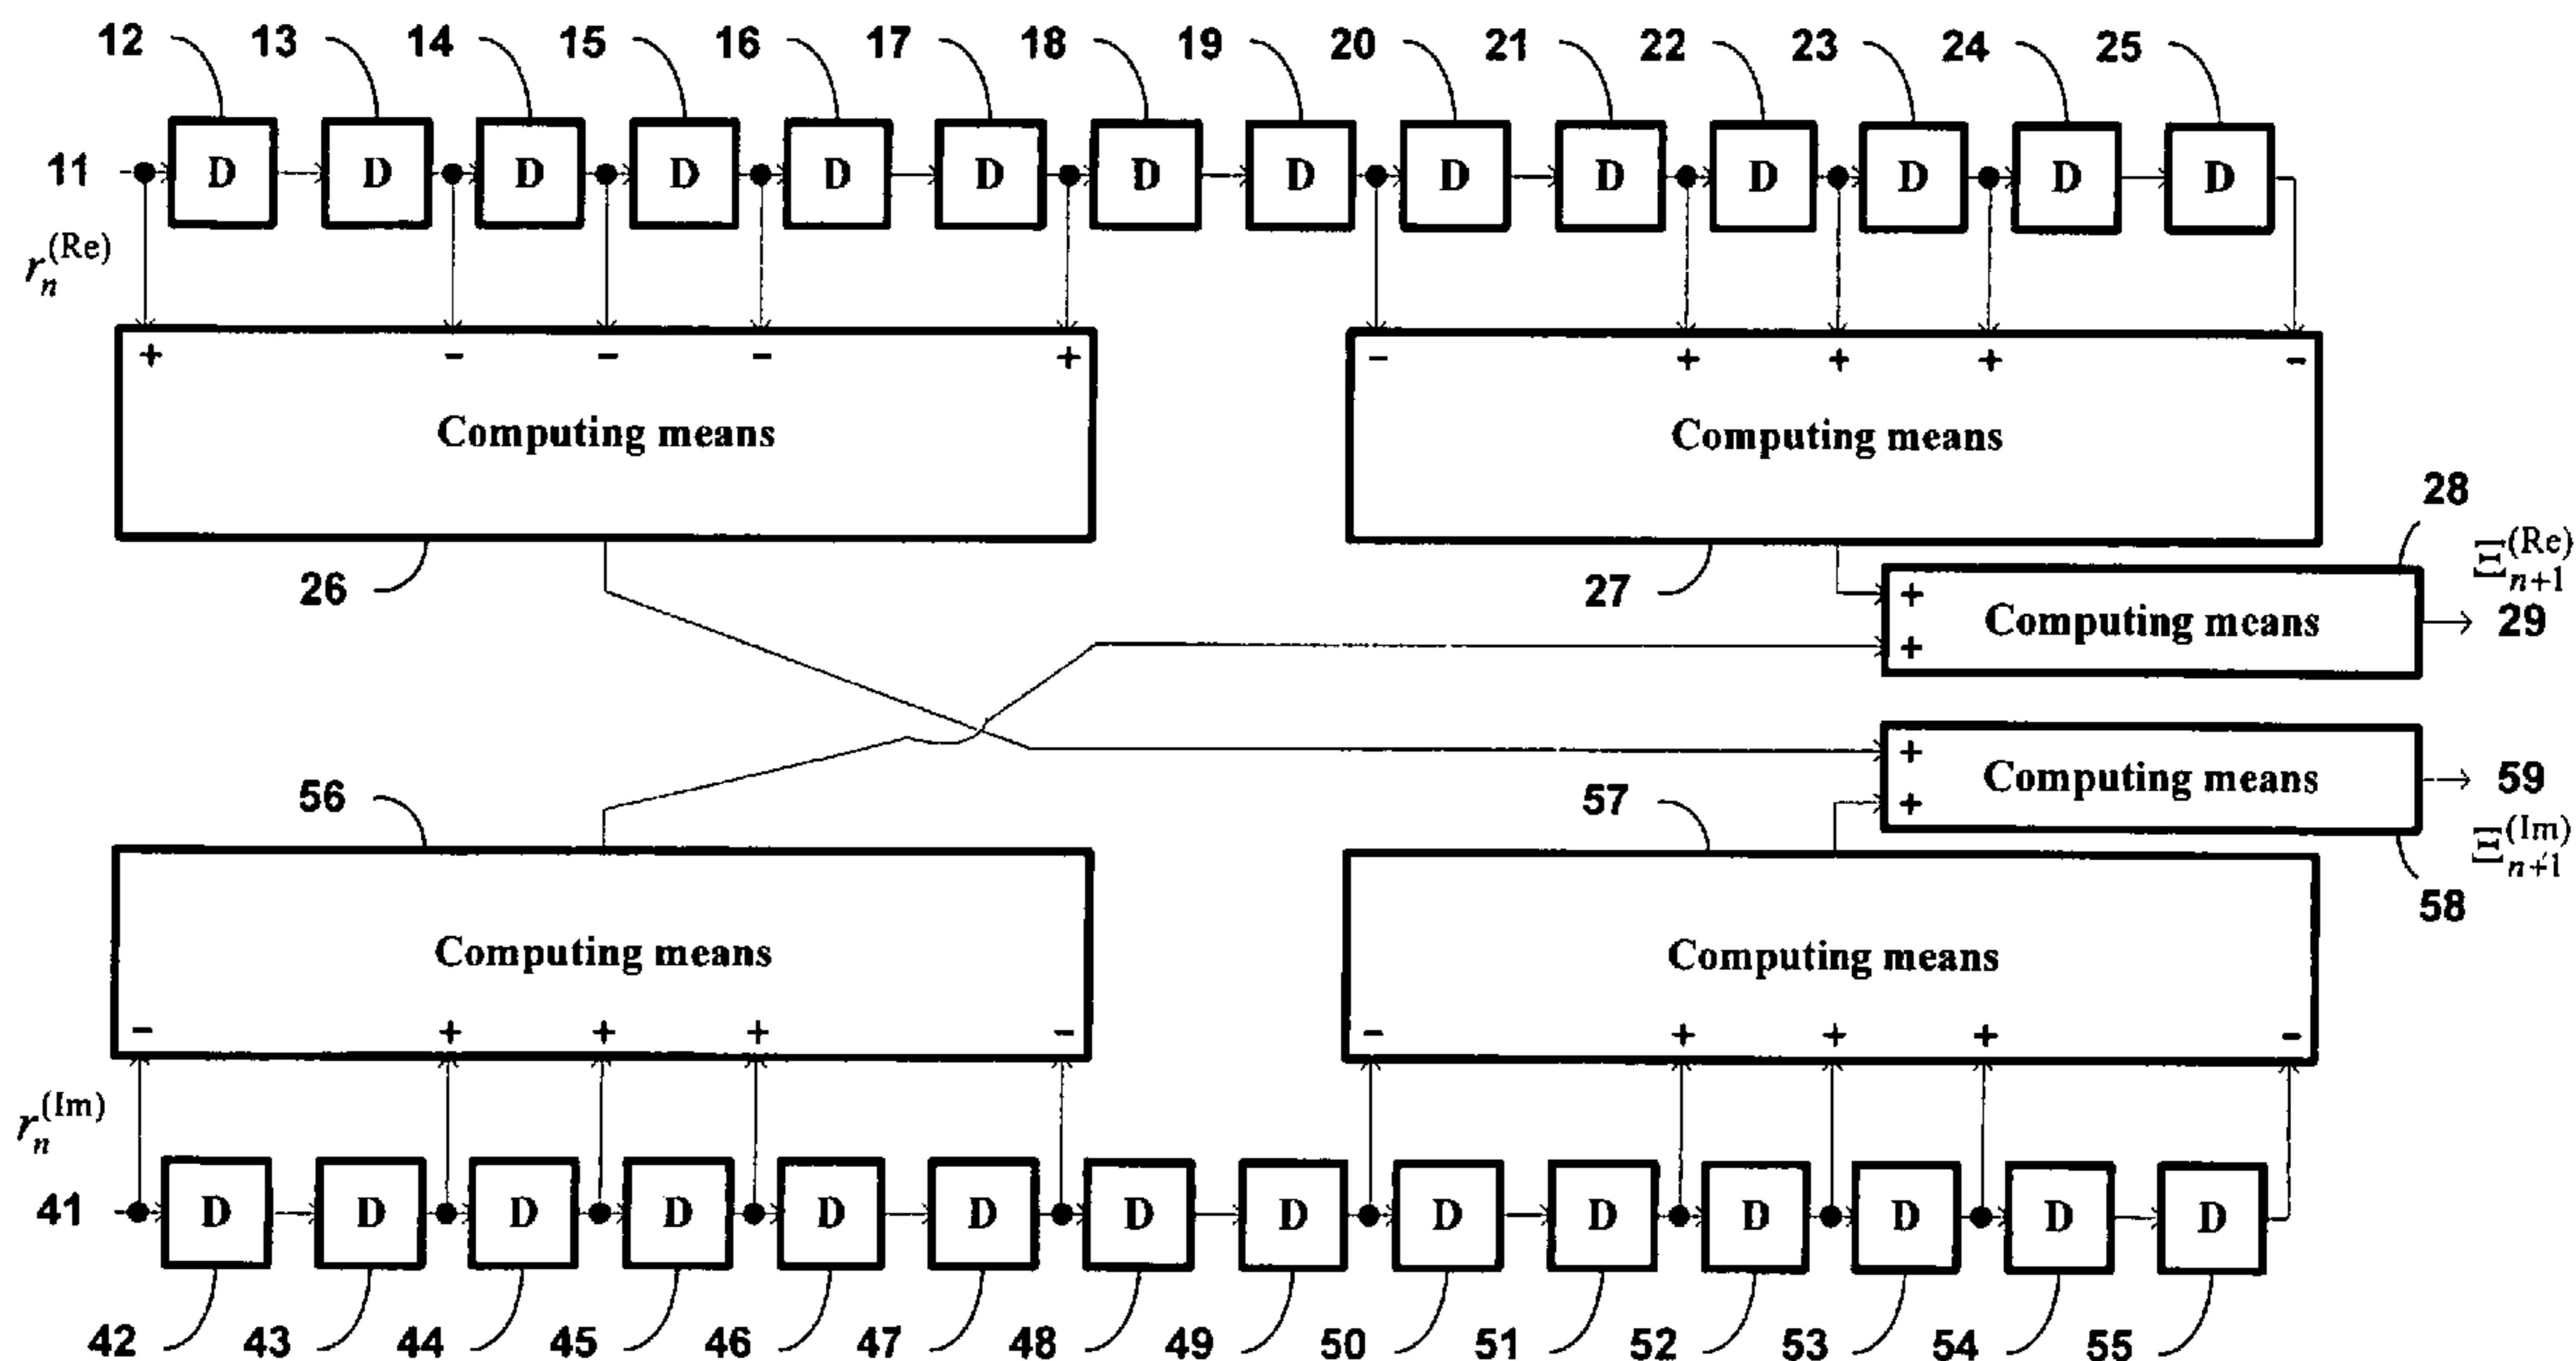 12 13 14 15 16 17 18 19 20 21 22 23 24 25
11 D D D D D D D D D D D D D D
r_n^(Re)
+ − − − + − + + + −
Computing means Computing means
28
26 27 Ξ_{n+1}^(Re)
+ Computing means 29
+
+ Computing means 59
+
56 57 Ξ_{n+1}^(Im)
58
Computing means Computing means
− + + + − − + + + −
r_n^(Im)
41 D D D D D D D D D D D D D D
42 43 44 45 46 47 48 49 50 51 52 53 54 55